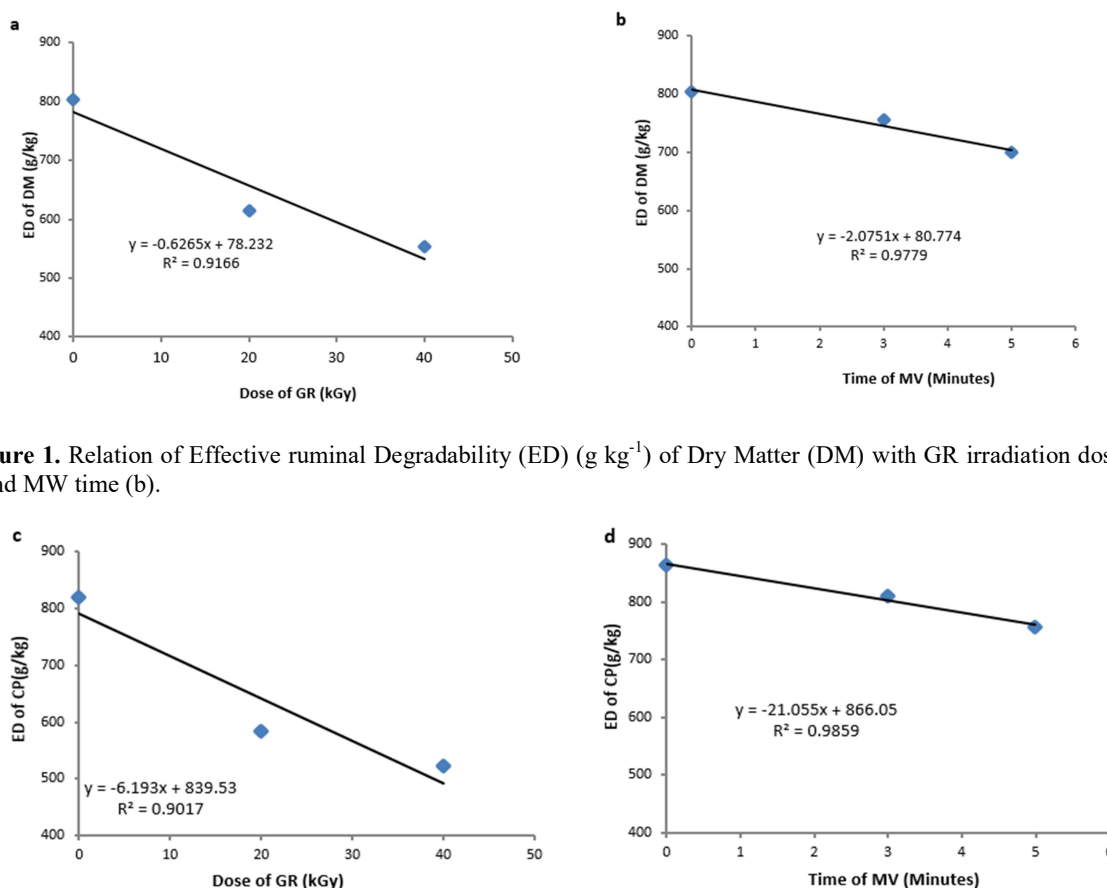 a
900
800
700
600
500
400
ED of DM (g/kg)
y = -0.6265x + 78.232
R² = 0.9166
0 10 20 30 40 50
Dose of GR (kGy)
b
900
800
700
600
500
400
ED of DM (g/kg)
y = -2.0751x + 80.774
R² = 0.9779
0 1 2 3 4 5 6
Time of MV (Minutes)
ure 1. Relation of Effective ruminal Degradability (ED) (g kg⁻¹) of Dry Matter (DM) with GR irradiation dos
nd MW time (b).
c
900
800
700
600
500
400
ED of CP(g/kg)
y = -6.193x + 839.53
R² = 0.9017
0 10 20 30 40 50
Dose of GR (kGy)
d
900
800
700
600
500
400
ED of CP(g/kg)
y = -21.055x + 866.05
R² = 0.9859
0 1 2 3 4 5
Time of MV (Minutes)